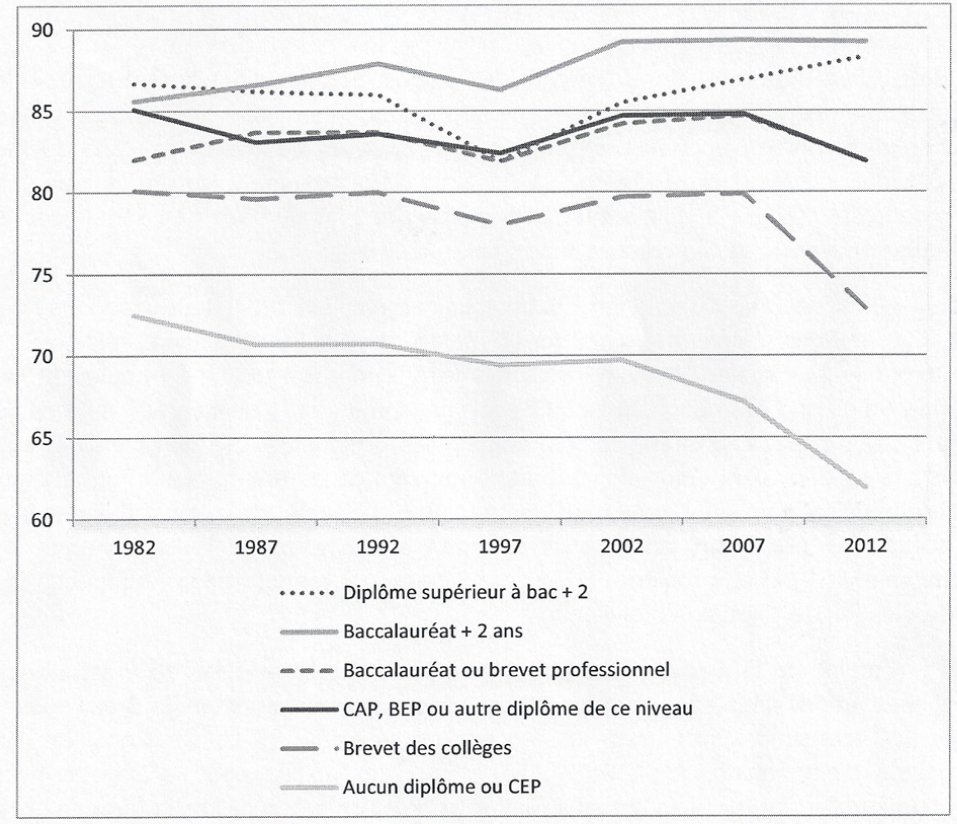 90
85
80
75
70
65
60
1982 1987 1992 1997 2002 2007 2012
Diplôme supérieur à bac + 2
Baccalauréat + 2 ans
Baccalauréat ou brevet professionnel
CAP, BEP ou autre diplôme de ce niveau
Brevet des collèges
Aucun diplôme ou CEP